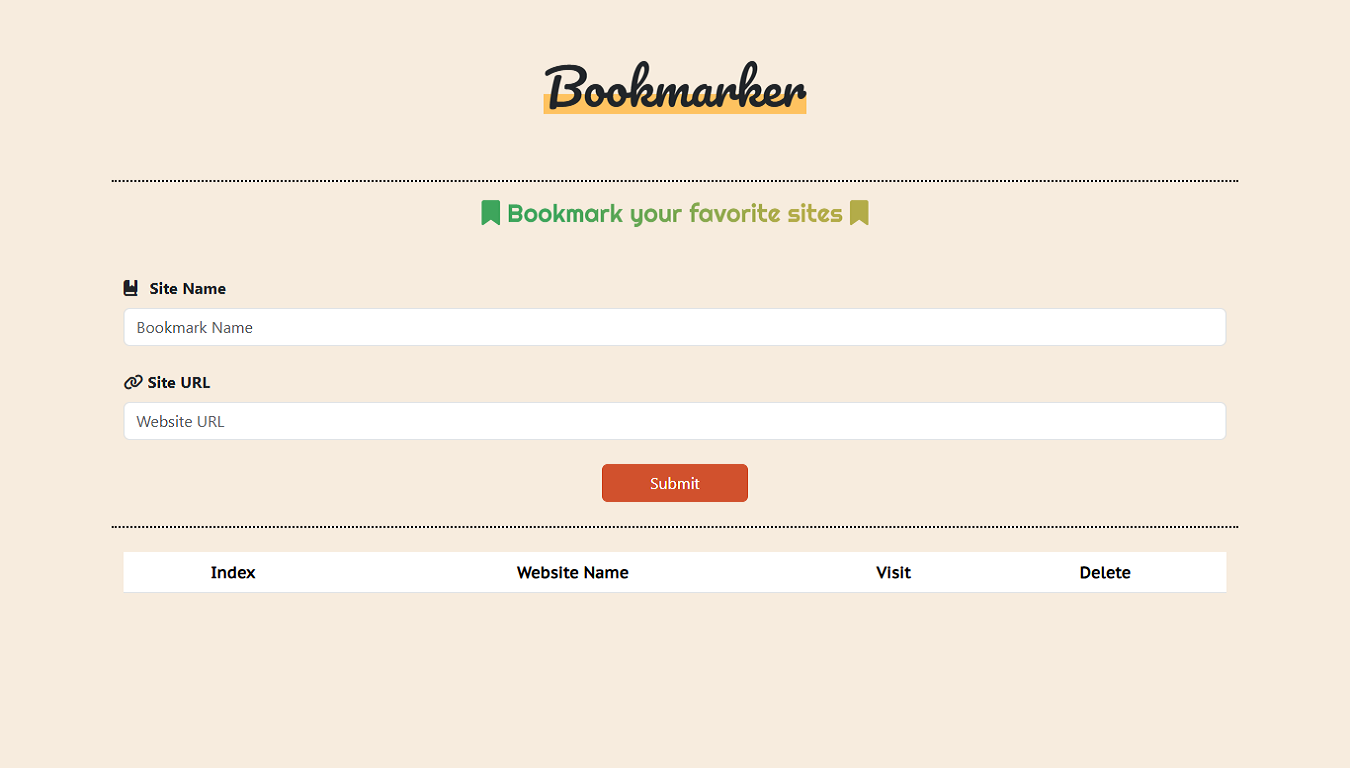 Bookmarker
Bookmark your favorite sites
Site Name
Bookmark Name
Site URL
Website URL
Submit
Index Website Name Visit Delete